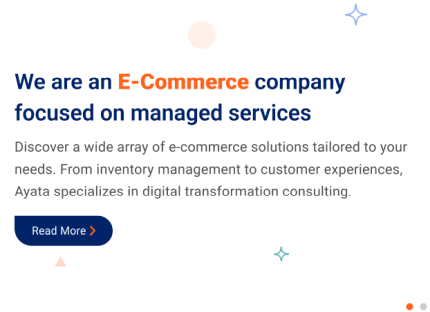 We are an E-Commerce company
focused on managed services
Discover a wide array of e-commerce solutions tailored to your
needs. From inventory management to customer experiences,
Ayata specializes in digital transformation consulting.
Read More